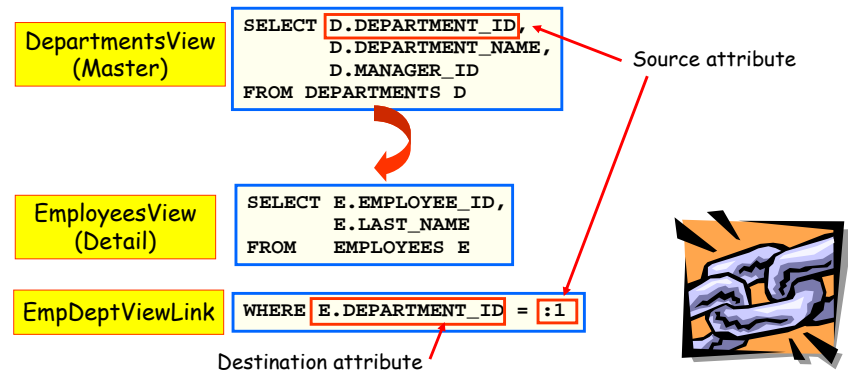 DepartmentsView
(Master)
SELECT D.DEPARTMENT_ID,
D.DEPARTMENT_NAME,
D.MANAGER_ID
FROM DEPARTMENTS D
Source attribute
EmployeesView
(Detail)
SELECT E.EMPLOYEE_ID,
E.LAST_NAME
FROM EMPLOYEES E
EmpDeptViewLink
WHERE E.DEPARTMENT_ID = :1
Destination attribute